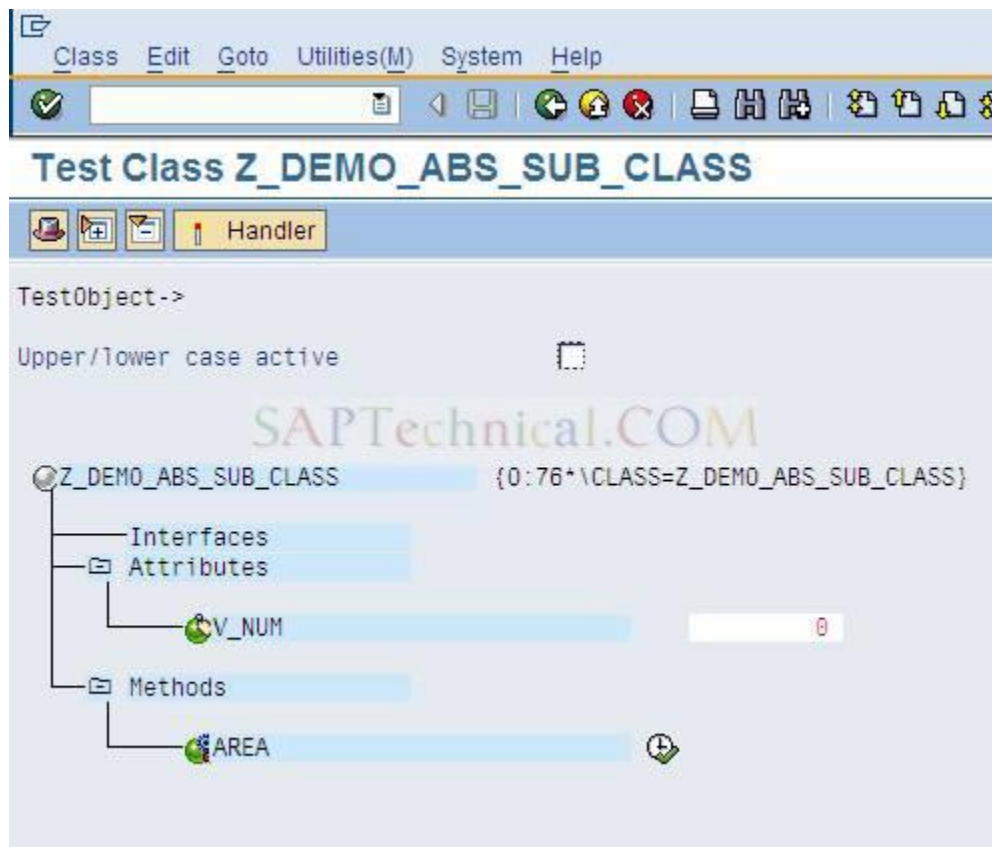 Class Edit Goto Utilities(M) System Help
Test Class Z_DEMO_ABS_SUB_CLASS
Handler
TestObject->
Upper/lower case active
SAPTechnical.COM
Z_DEMO_ABS_SUB_CLASS {O:76*\CLASS=Z_DEMO_ABS_SUB_CLASS}
Interfaces
Attributes
V_NUM 0
Methods
AREA